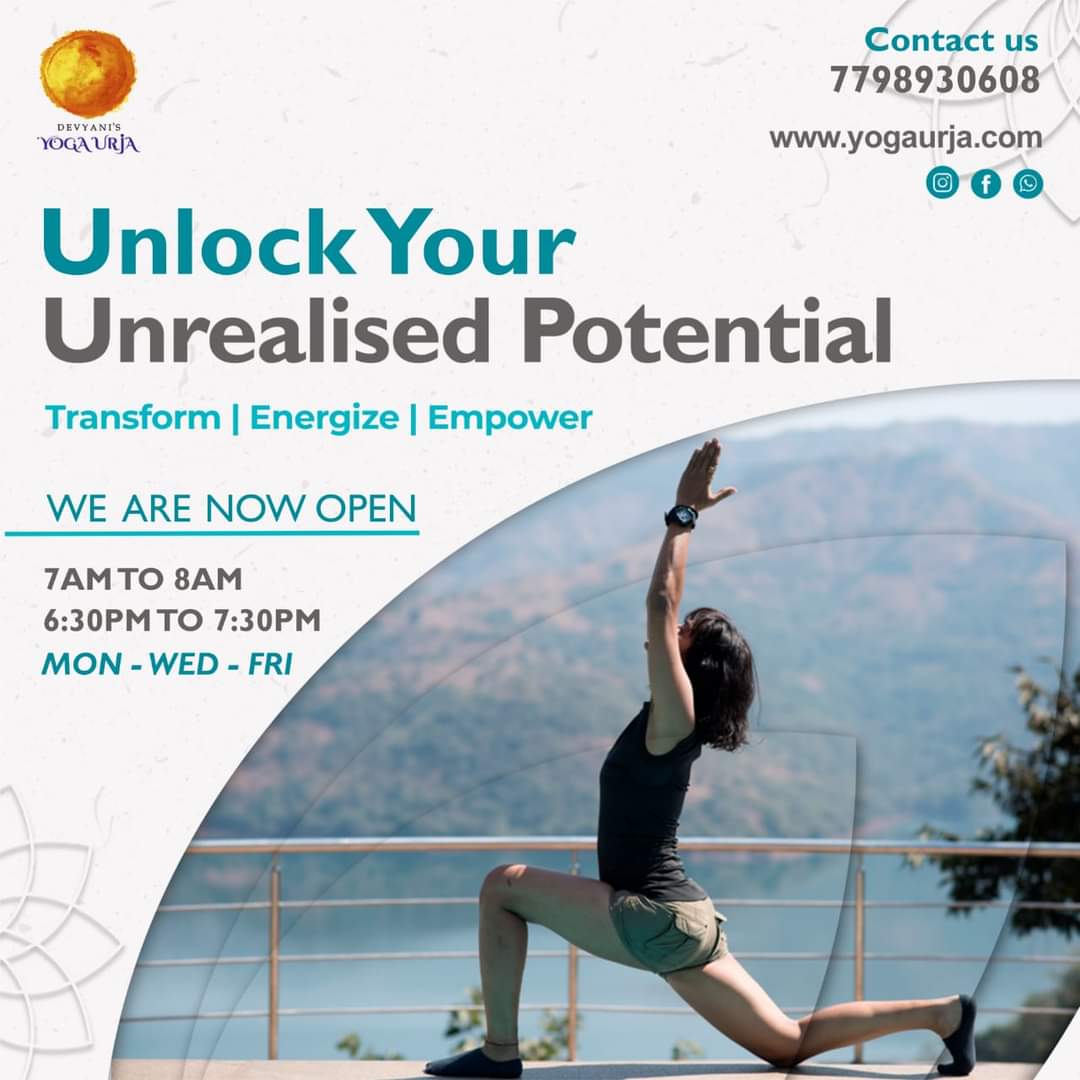 DEVYANI'S
YOGA URJA
Contact us
7798930608
www.yogaurja.com
Unlock Your
Unrealised Potential
Transform | Energize | Empower
WE ARE NOW OPEN
7AM TO 8AM
6:30PM TO 7:30PM
MON - WED - FRI